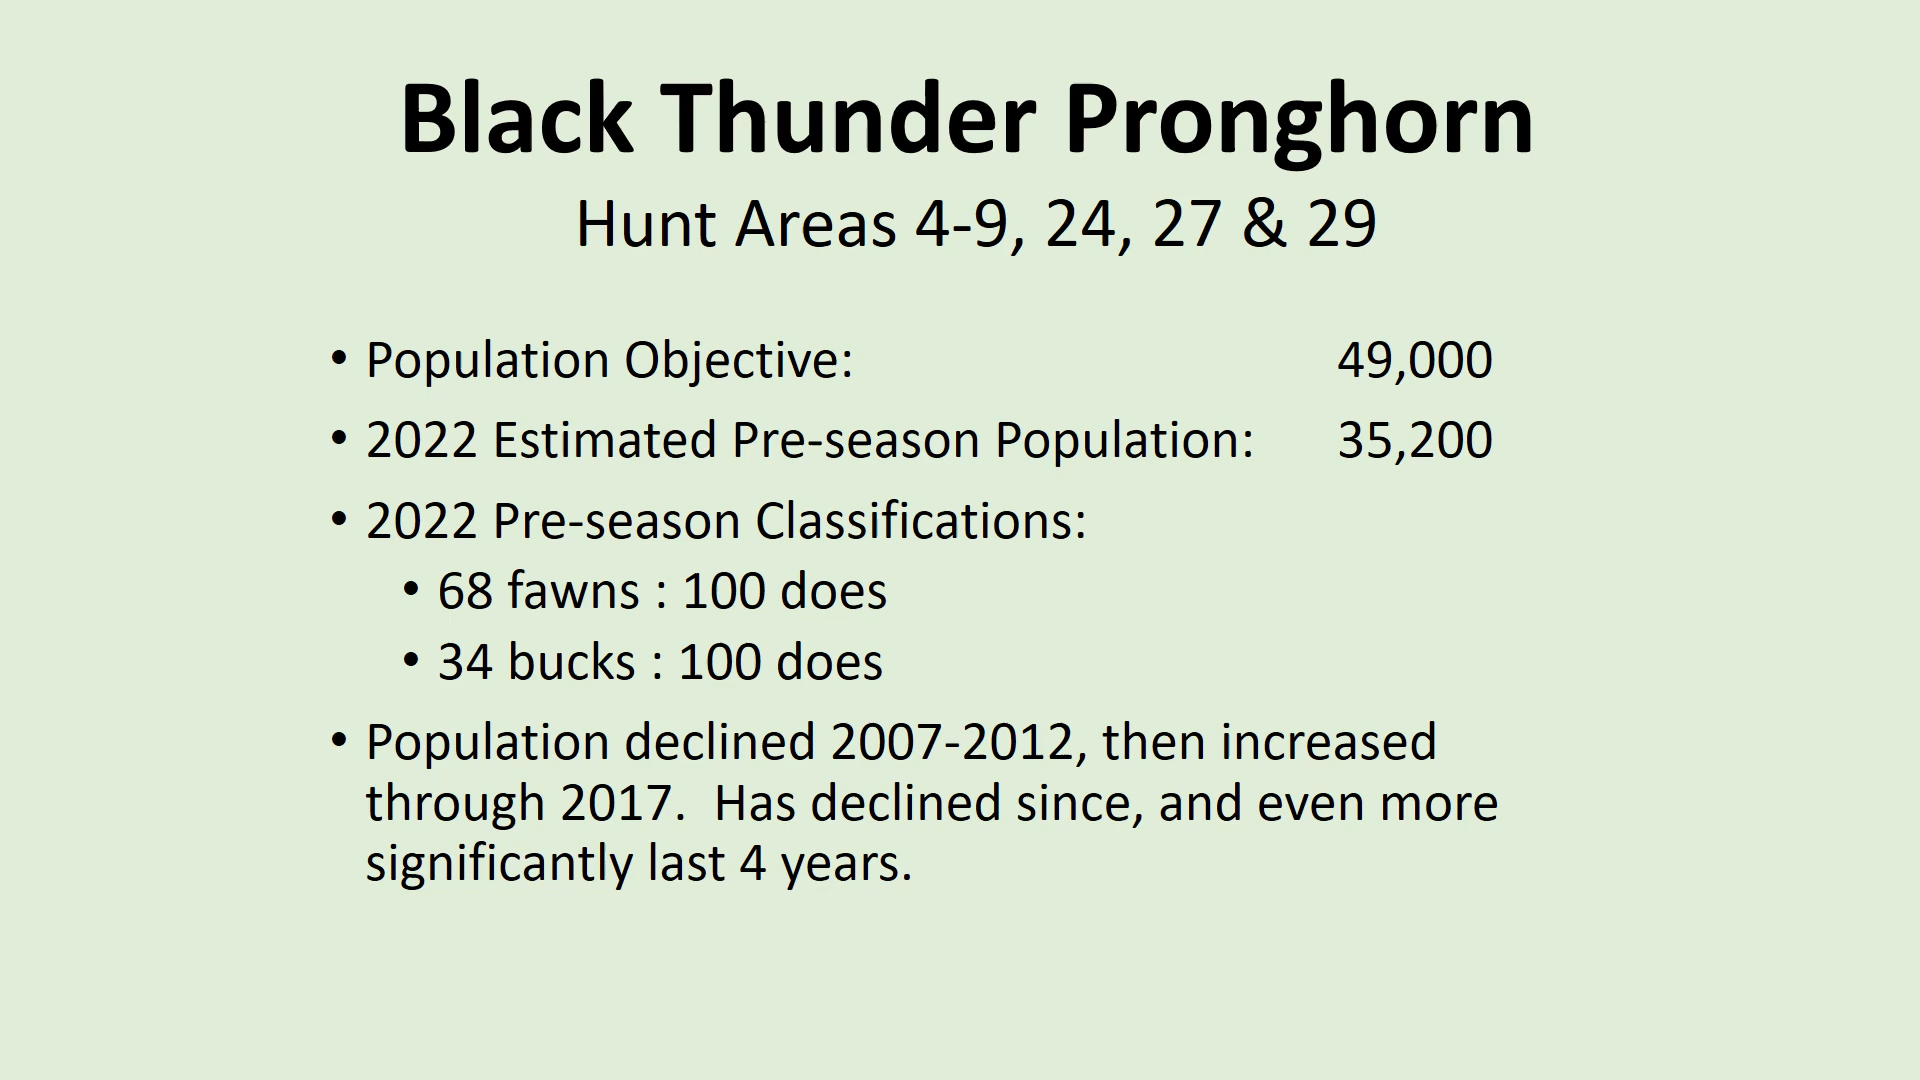 Black Thunder Pronghorn
Hunt Areas 4-9, 24, 27 & 29
• Population Objective: 49,000
• 2022 Estimated Pre-season Population: 35,200
• 2022 Pre-season Classifications:
• 68 fawns : 100 does
• 34 bucks : 100 does
• Population declined 2007-2012, then increased
through 2017.  Has declined since, and even more
significantly last 4 years.